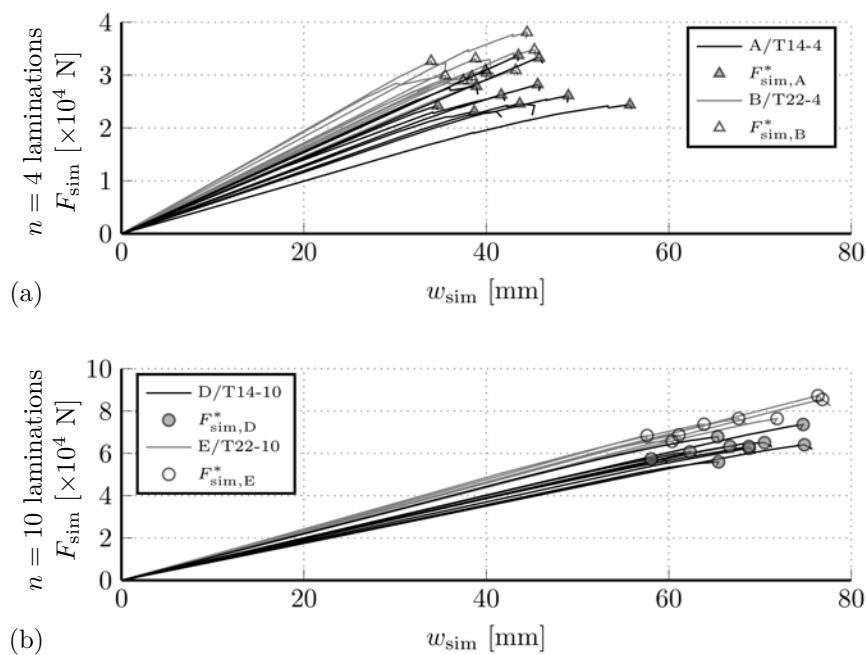 n = 4 laminations
F_sim [×10^4 N]
4
3
2
1
0
0 20 40 60 80
w_sim [mm]
A/T14-4
F*_sim,A
B/T22-4
F*_sim,B
(a)
n = 10 laminations
F_sim [×10^4 N]
10
8
6
4
2
0
0 20 40 60 80
w_sim [mm]
D/T14-10
F*_sim,D
E/T22-10
F*_sim,E
(b)